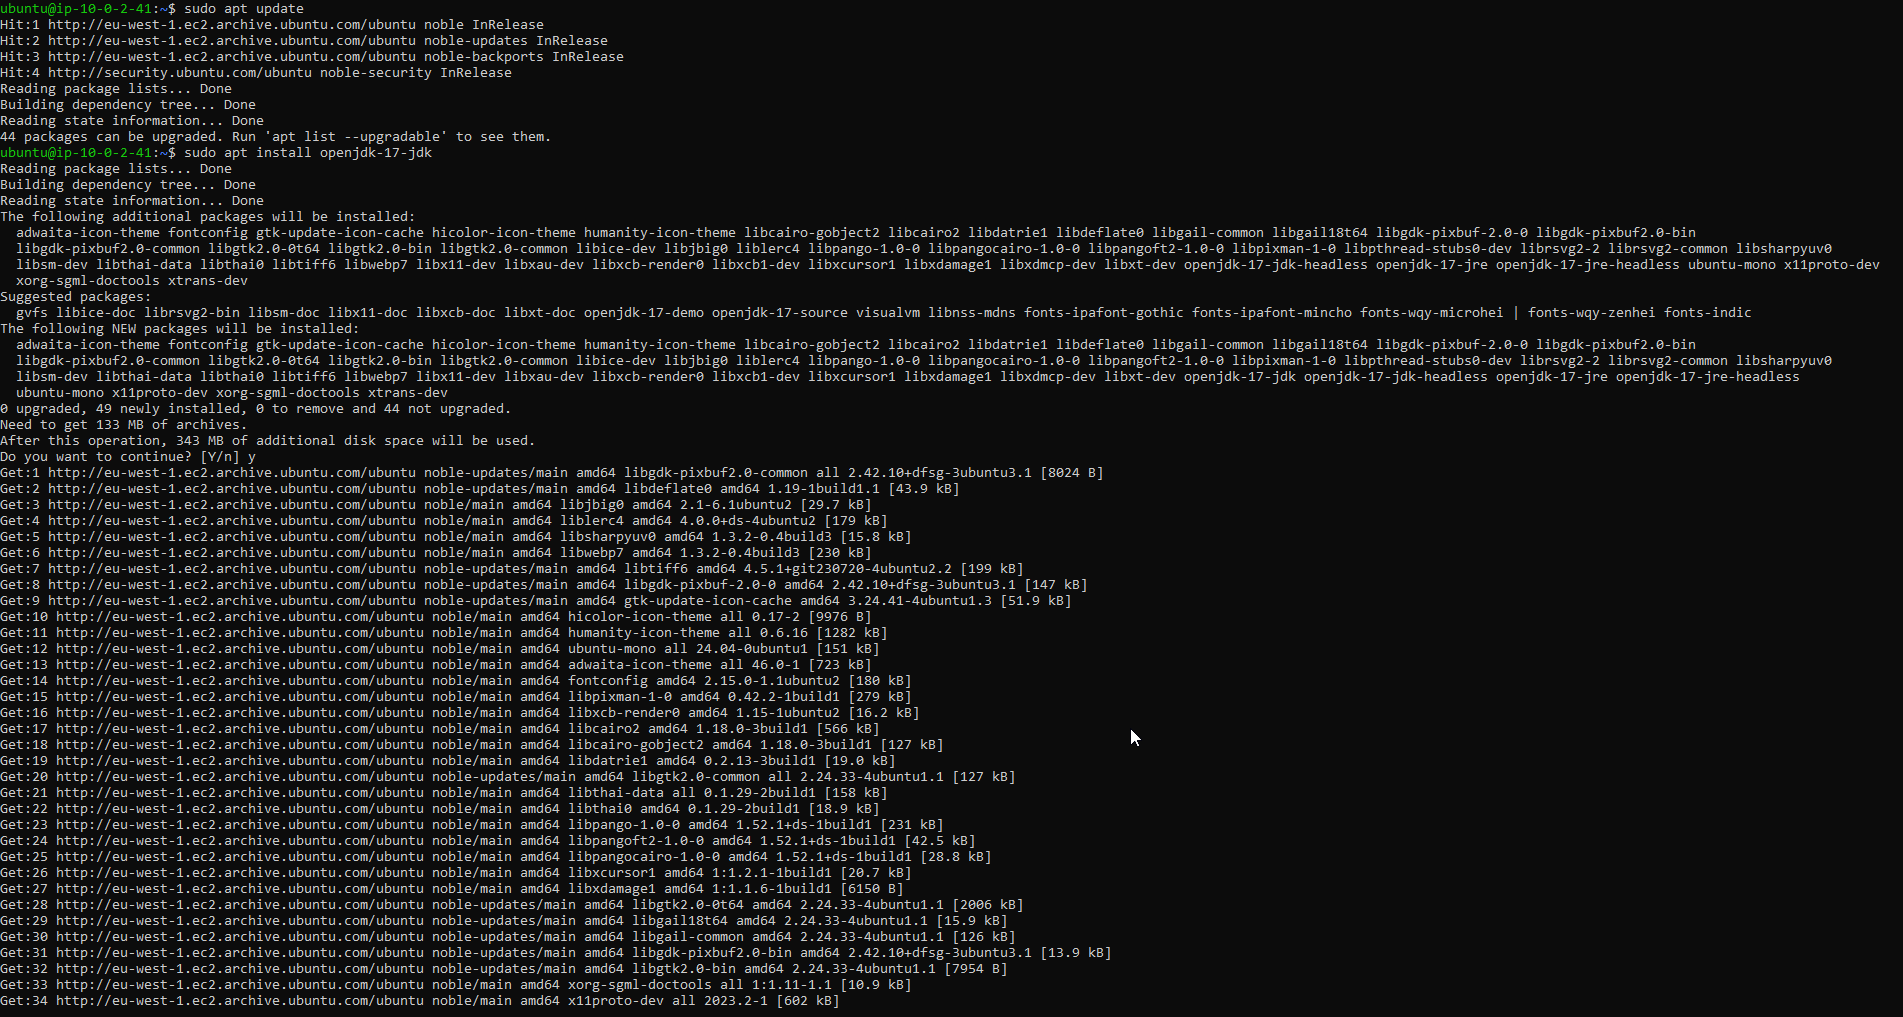 ubuntu@ip-10-0-2-41:~$ sudo apt update
Hit:1 http://eu-west-1.ec2.archive.ubuntu.com/ubuntu noble InRelease
Hit:2 http://eu-west-1.ec2.archive.ubuntu.com/ubuntu noble-updates InRelease
Hit:3 http://eu-west-1.ec2.archive.ubuntu.com/ubuntu noble-backports InRelease
Hit:4 http://security.ubuntu.com/ubuntu noble-security InRelease
Reading package lists... Done
Building dependency tree... Done
Reading state information... Done
44 packages can be upgraded. Run 'apt list --upgradable' to see them.
ubuntu@ip-10-0-2-41:~$ sudo apt install openjdk-17-jdk
Reading package lists... Done
Building dependency tree... Done
Reading state information... Done
The following additional packages will be installed:
  adwaita-icon-theme fontconfig gtk-update-icon-cache hicolor-icon-theme humanity-icon-theme libcairo-gobject2 libcairo2 libdatrie1 libdeflate0 libgail-common libgail18t64 libgdk-pixbuf-2.0-0 libgdk-pixbuf2.0-bin
  libgdk-pixbuf2.0-common libgtk2.0-0t64 libgtk2.0-bin libgtk2.0-common libice-dev libjbig0 liblerc4 libpango-1.0-0 libpangocairo-1.0-0 libpangoft2-1.0-0 libpixman-1-0 libpthread-stubs0-dev librsvg2-2 librsvg2-common libsharpyuv0
  libsm-dev libthai-data libthai0 libtiff6 libwebp7 libx11-dev libxau-dev libxcb-render0 libxcb1-dev libxcursor1 libxdamage1 libxdmcp-dev libxt-dev openjdk-17-jdk-headless openjdk-17-jre openjdk-17-jre-headless ubuntu-mono x11proto-dev
  xorg-sgml-doctools xtrans-dev
Suggested packages:
  gvfs libice-doc librsvg2-bin libsm-doc libx11-doc libxcb-doc libxt-doc openjdk-17-demo openjdk-17-source visualvm libnss-mdns fonts-ipafont-gothic fonts-ipafont-mincho fonts-wqy-microhei | fonts-wqy-zenhei fonts-indic
The following NEW packages will be installed:
  adwaita-icon-theme fontconfig gtk-update-icon-cache hicolor-icon-theme humanity-icon-theme libcairo-gobject2 libcairo2 libdatrie1 libdeflate0 libgail-common libgail18t64 libgdk-pixbuf-2.0-0 libgdk-pixbuf2.0-bin
  libgdk-pixbuf2.0-common libgtk2.0-0t64 libgtk2.0-bin libgtk2.0-common libice-dev libjbig0 liblerc4 libpango-1.0-0 libpangocairo-1.0-0 libpangoft2-1.0-0 libpixman-1-0 libpthread-stubs0-dev librsvg2-2 librsvg2-common libsharpyuv0
  libsm-dev libthai-data libthai0 libtiff6 libwebp7 libx11-dev libxau-dev libxcb-render0 libxcb1-dev libxcursor1 libxdamage1 libxdmcp-dev libxt-dev openjdk-17-jdk openjdk-17-jdk-headless openjdk-17-jre openjdk-17-jre-headless
  ubuntu-mono x11proto-dev xorg-sgml-doctools xtrans-dev
0 upgraded, 49 newly installed, 0 to remove and 44 not upgraded.
Need to get 133 MB of archives.
After this operation, 343 MB of additional disk space will be used.
Do you want to continue? [Y/n] y
Get:1 http://eu-west-1.ec2.archive.ubuntu.com/ubuntu noble-updates/main amd64 libgdk-pixbuf2.0-common all 2.42.10+dfsg-3ubuntu3.1 [8024 B]
Get:2 http://eu-west-1.ec2.archive.ubuntu.com/ubuntu noble-updates/main amd64 libdeflate0 amd64 1.19-1build1.1 [43.9 kB]
Get:3 http://eu-west-1.ec2.archive.ubuntu.com/ubuntu noble/main amd64 libjbig0 amd64 2.1-6.1ubuntu2 [29.7 kB]
Get:4 http://eu-west-1.ec2.archive.ubuntu.com/ubuntu noble/main amd64 liblerc4 amd64 4.0.0+ds-4ubuntu2 [179 kB]
Get:5 http://eu-west-1.ec2.archive.ubuntu.com/ubuntu noble/main amd64 libsharpyuv0 amd64 1.3.2-0.4build3 [15.8 kB]
Get:6 http://eu-west-1.ec2.archive.ubuntu.com/ubuntu noble/main amd64 libwebp7 amd64 1.3.2-0.4build3 [230 kB]
Get:7 http://eu-west-1.ec2.archive.ubuntu.com/ubuntu noble-updates/main amd64 libtiff6 amd64 4.5.1+git230720-4ubuntu2.2 [199 kB]
Get:8 http://eu-west-1.ec2.archive.ubuntu.com/ubuntu noble-updates/main amd64 libgdk-pixbuf-2.0-0 amd64 2.42.10+dfsg-3ubuntu3.1 [147 kB]
Get:9 http://eu-west-1.ec2.archive.ubuntu.com/ubuntu noble-updates/main amd64 gtk-update-icon-cache amd64 3.24.41-4ubuntu1.3 [51.9 kB]
Get:10 http://eu-west-1.ec2.archive.ubuntu.com/ubuntu noble/main amd64 hicolor-icon-theme all 0.17-2 [9976 B]
Get:11 http://eu-west-1.ec2.archive.ubuntu.com/ubuntu noble/main amd64 humanity-icon-theme all 0.6.16 [1282 kB]
Get:12 http://eu-west-1.ec2.archive.ubuntu.com/ubuntu noble/main amd64 ubuntu-mono all 24.04-0ubuntu1 [151 kB]
Get:13 http://eu-west-1.ec2.archive.ubuntu.com/ubuntu noble/main amd64 adwaita-icon-theme all 46.0-1 [723 kB]
Get:14 http://eu-west-1.ec2.archive.ubuntu.com/ubuntu noble/main amd64 fontconfig amd64 2.15.0-1.1ubuntu2 [180 kB]
Get:15 http://eu-west-1.ec2.archive.ubuntu.com/ubuntu noble/main amd64 libpixman-1-0 amd64 0.42.2-1build1 [279 kB]
Get:16 http://eu-west-1.ec2.archive.ubuntu.com/ubuntu noble/main amd64 libxcb-render0 amd64 1.15-1ubuntu2 [16.2 kB]
Get:17 http://eu-west-1.ec2.archive.ubuntu.com/ubuntu noble/main amd64 libcairo2 amd64 1.18.0-3build1 [566 kB]
Get:18 http://eu-west-1.ec2.archive.ubuntu.com/ubuntu noble/main amd64 libcairo-gobject2 amd64 1.18.0-3build1 [127 kB]
Get:19 http://eu-west-1.ec2.archive.ubuntu.com/ubuntu noble/main amd64 libdatrie1 amd64 0.2.13-3build1 [19.0 kB]
Get:20 http://eu-west-1.ec2.archive.ubuntu.com/ubuntu noble-updates/main amd64 libgtk2.0-common all 2.24.33-4ubuntu1.1 [127 kB]
Get:21 http://eu-west-1.ec2.archive.ubuntu.com/ubuntu noble/main amd64 libthai-data all 0.1.29-2build1 [158 kB]
Get:22 http://eu-west-1.ec2.archive.ubuntu.com/ubuntu noble/main amd64 libthai0 amd64 0.1.29-2build1 [18.9 kB]
Get:23 http://eu-west-1.ec2.archive.ubuntu.com/ubuntu noble/main amd64 libpango-1.0-0 amd64 1.52.1+ds-1build1 [231 kB]
Get:24 http://eu-west-1.ec2.archive.ubuntu.com/ubuntu noble/main amd64 libpangoft2-1.0-0 amd64 1.52.1+ds-1build1 [42.5 kB]
Get:25 http://eu-west-1.ec2.archive.ubuntu.com/ubuntu noble/main amd64 libpangocairo-1.0-0 amd64 1.52.1+ds-1build1 [28.8 kB]
Get:26 http://eu-west-1.ec2.archive.ubuntu.com/ubuntu noble/main amd64 libxcursor1 amd64 1:1.2.1-1build1 [20.7 kB]
Get:27 http://eu-west-1.ec2.archive.ubuntu.com/ubuntu noble/main amd64 libxdamage1 amd64 1:1.1.6-1build1 [6150 B]
Get:28 http://eu-west-1.ec2.archive.ubuntu.com/ubuntu noble-updates/main amd64 libgtk2.0-0t64 amd64 2.24.33-4ubuntu1.1 [2006 kB]
Get:29 http://eu-west-1.ec2.archive.ubuntu.com/ubuntu noble-updates/main amd64 libgail18t64 amd64 2.24.33-4ubuntu1.1 [15.9 kB]
Get:30 http://eu-west-1.ec2.archive.ubuntu.com/ubuntu noble-updates/main amd64 libgail-common amd64 2.24.33-4ubuntu1.1 [126 kB]
Get:31 http://eu-west-1.ec2.archive.ubuntu.com/ubuntu noble-updates/main amd64 libgdk-pixbuf2.0-bin amd64 2.42.10+dfsg-3ubuntu3.1 [13.9 kB]
Get:32 http://eu-west-1.ec2.archive.ubuntu.com/ubuntu noble-updates/main amd64 libgtk2.0-bin amd64 2.24.33-4ubuntu1.1 [7954 B]
Get:33 http://eu-west-1.ec2.archive.ubuntu.com/ubuntu noble/main amd64 xorg-sgml-doctools all 1:1.11-1.1 [10.9 kB]
Get:34 http://eu-west-1.ec2.archive.ubuntu.com/ubuntu noble/main amd64 x11proto-dev all 2023.2-1 [602 kB]